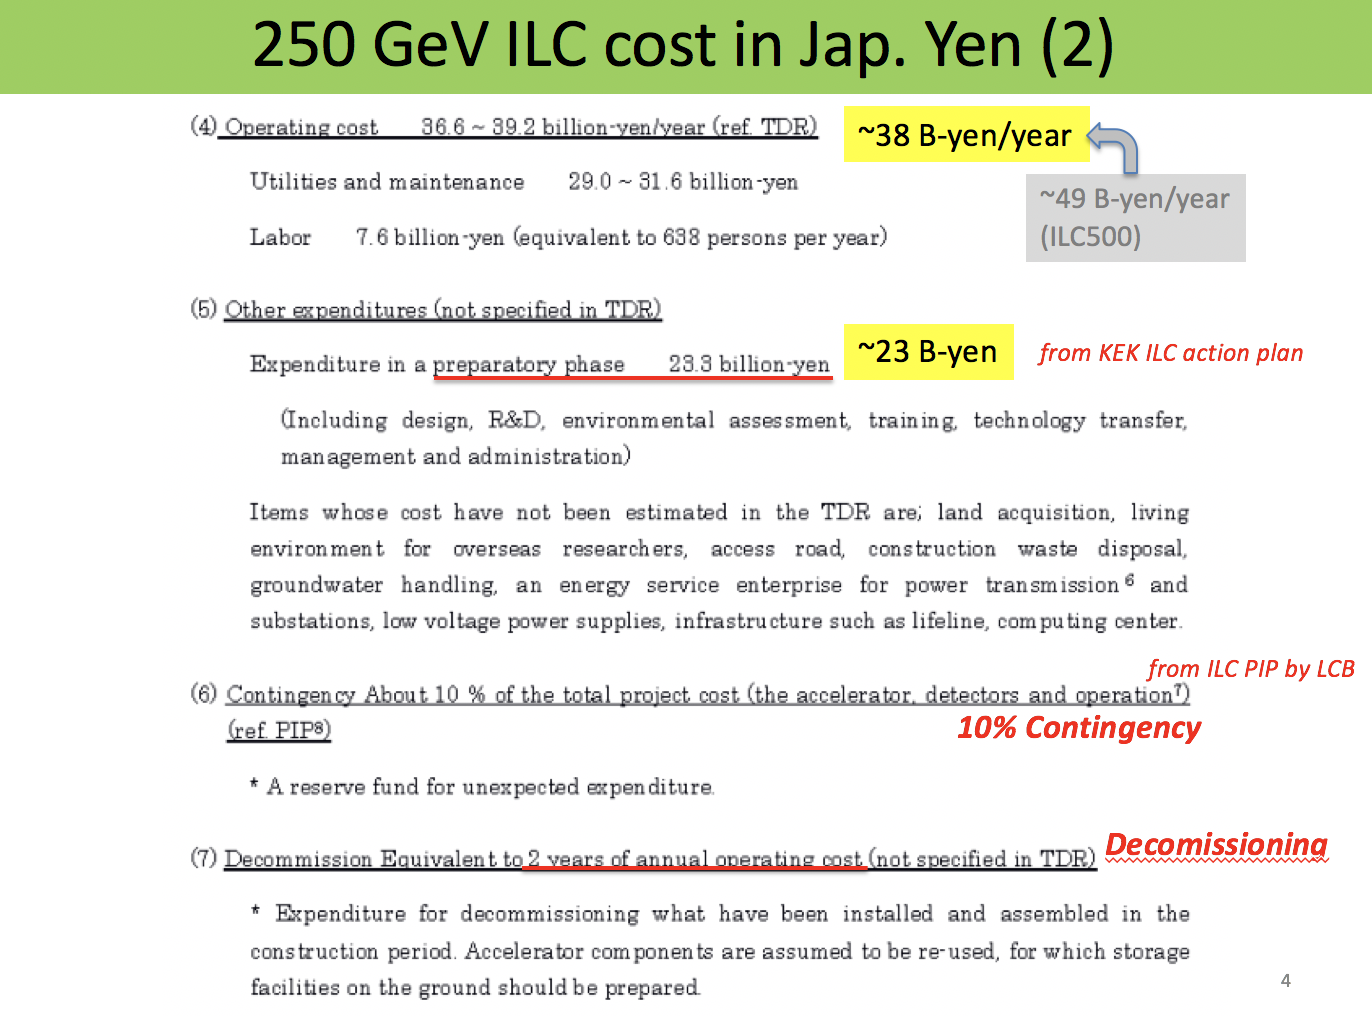 250 GeV ILC cost in Jap. Yen (2)
(4) Operating cost 36.6 ~ 39.2 billion-yen/year (ref. TDR)
~38 B-yen/year
Utilities and maintenance 29.0 ~ 31.6 billion-yen
~49 B-yen/year
(ILC500)
Labor 7.6 billion-yen (equivalent to 638 persons per year)
(5) Other expenditures (not specified in TDR)
Expenditure in a preparatory phase 23.3 billion-yen
~23 B-yen
from KEK ILC action plan
(Including design, R&D, environmental assessment, training, technology transfer,
management and administration)
Items whose cost have not been estimated in the TDR are; land acquisition, living
environment for overseas researchers, access road, construction waste disposal,
groundwater handling, an energy service enterprise for power transmission⁶ and
substations, low voltage power supplies, infrastructure such as lifeline, computing center.
from ILC PIP by LCB
(6) Contingency About 10 % of the total project cost (the accelerator, detectors and operation⁷)
(ref. PIP⁸)
10% Contingency
* A reserve fund for unexpected expenditure.
(7) Decommission Equivalent to 2 years of annual operating cost (not specified in TDR)
Decomissioning
* Expenditure for decommissioning what have been installed and assembled in the
construction period. Accelerator components are assumed to be re-used, for which storage
facilities on the ground should be prepared.
4